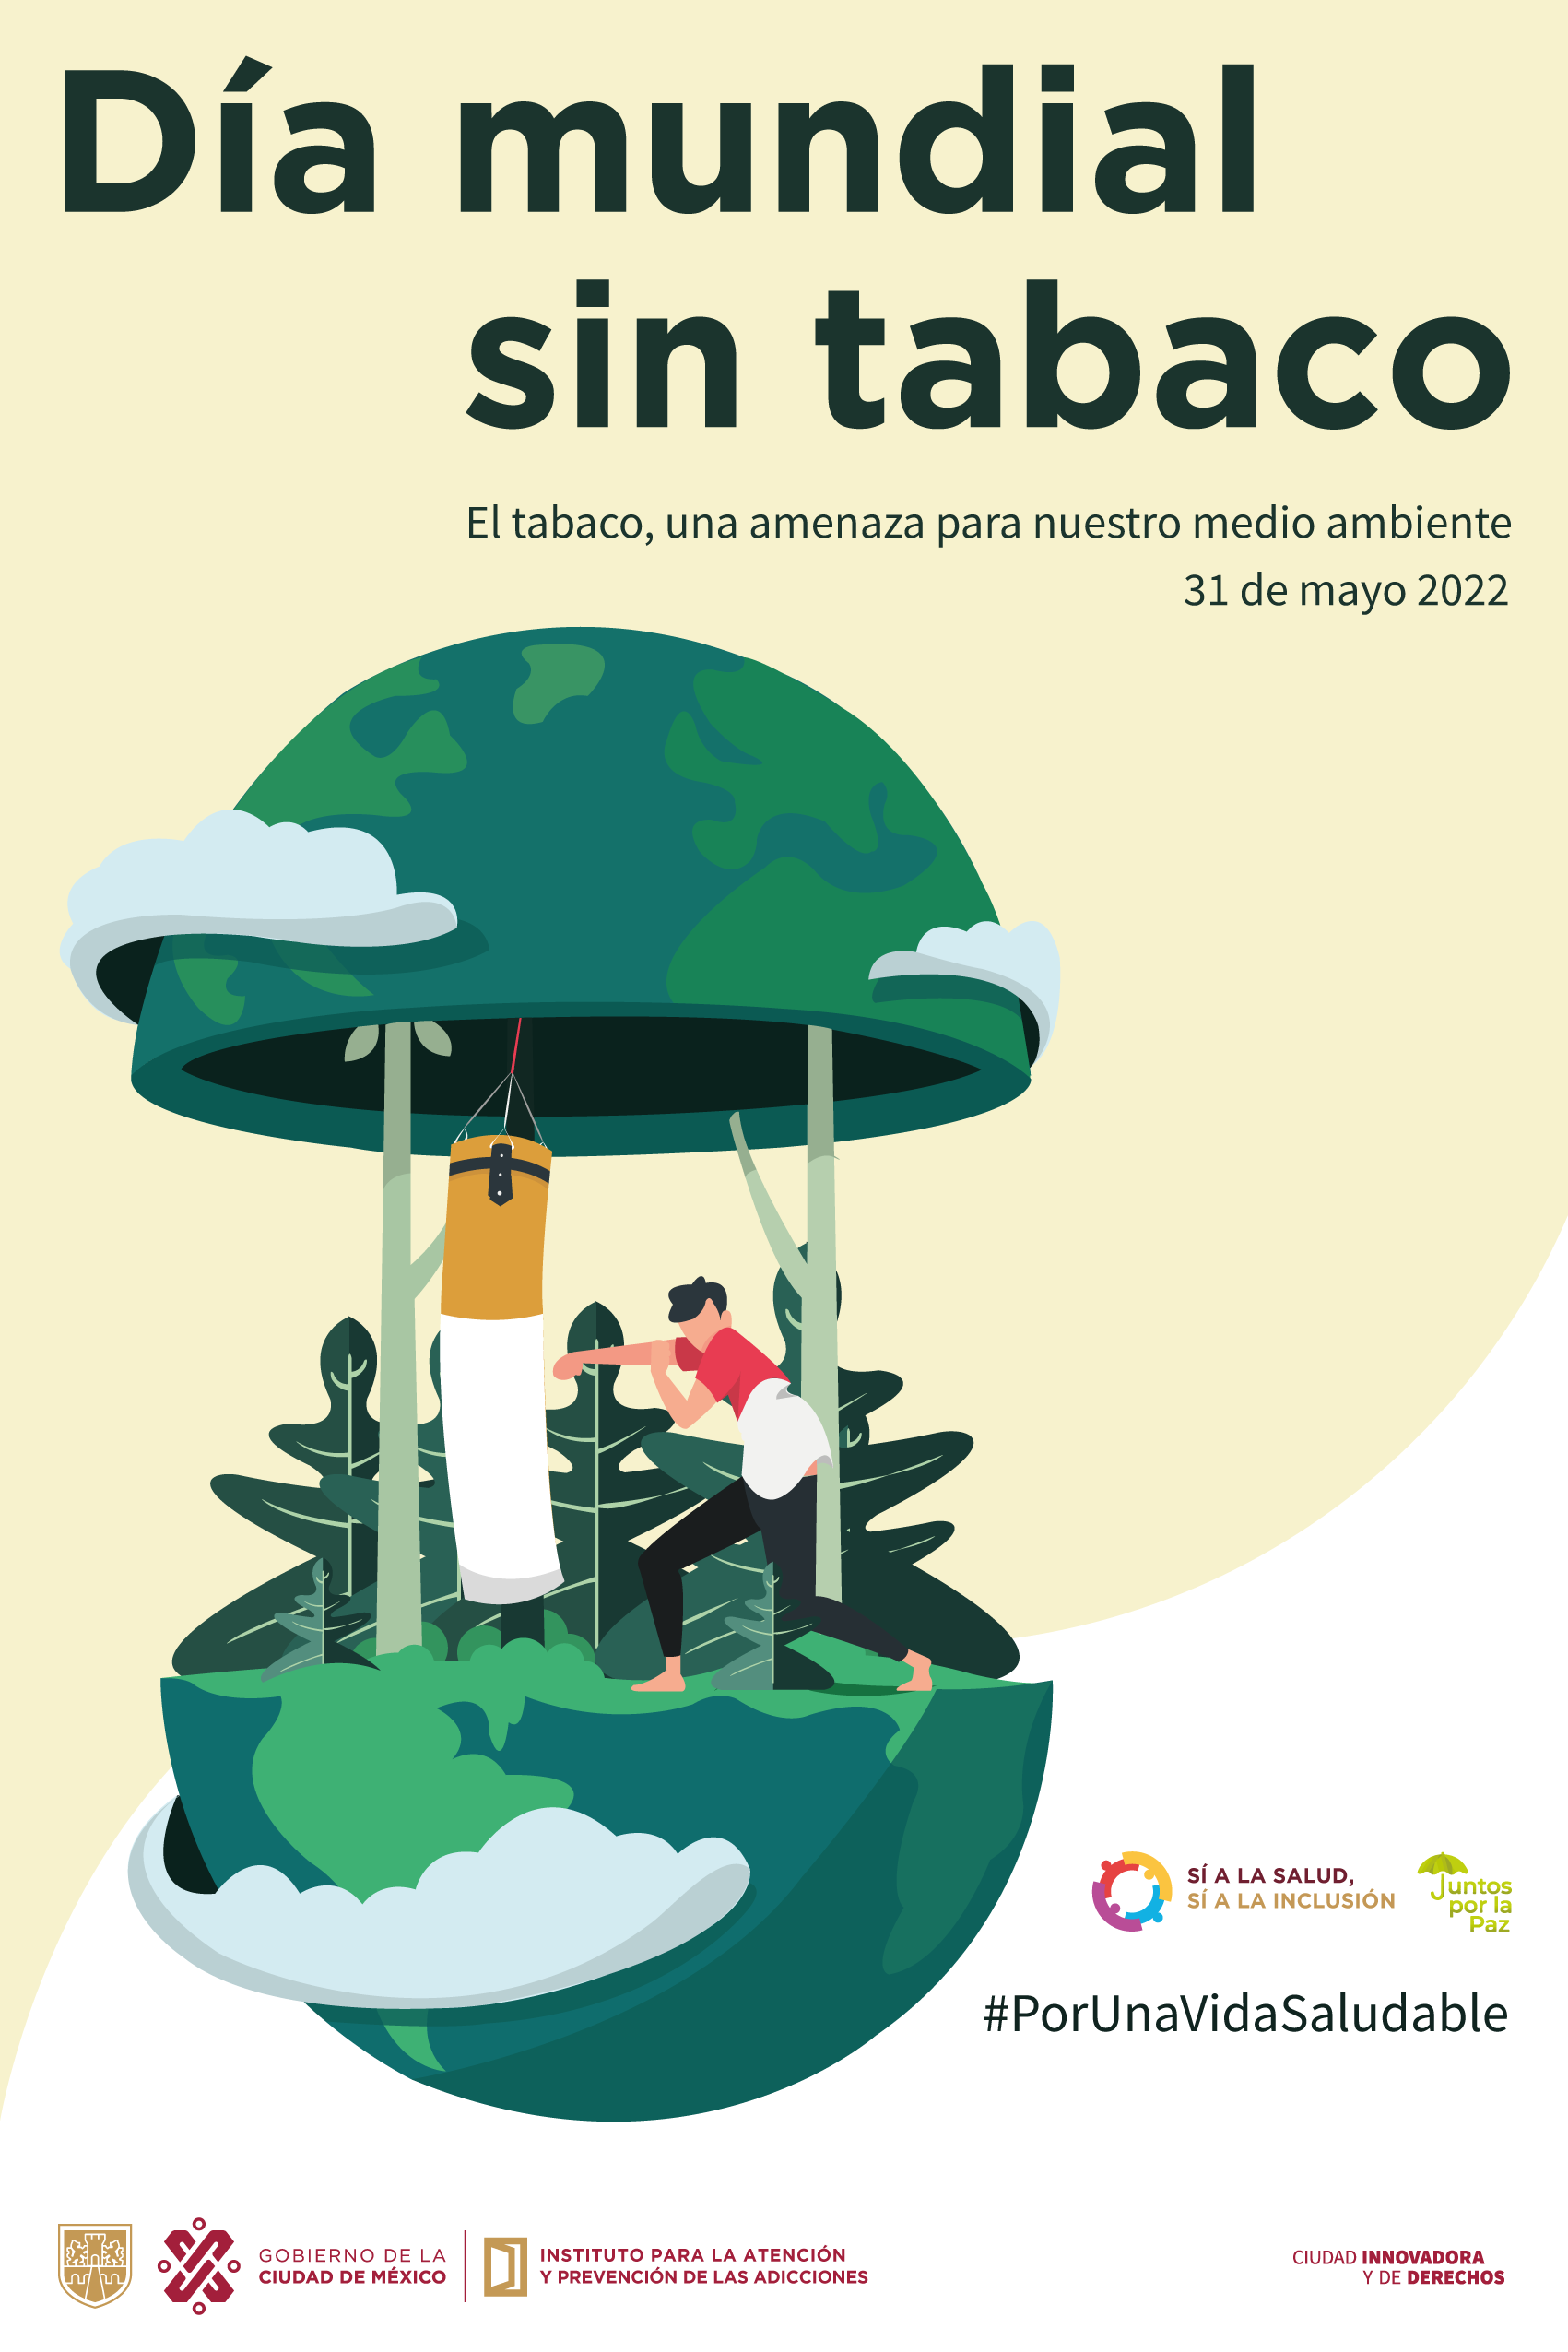 Día mundial
sin tabaco
El tabaco, una amenaza para nuestro medio ambiente
31 de mayo 2022
SÍ A LA SALUD,
SÍ A LA INCLUSIÓN
Juntos
por la
Paz
#PorUnaVidaSaludable
GOBIERNO DE LA
CIUDAD DE MÉXICO
INSTITUTO PARA LA ATENCIÓN
Y PREVENCIÓN DE LAS ADICCIONES
CIUDAD INNOVADORA
Y DE DERECHOS